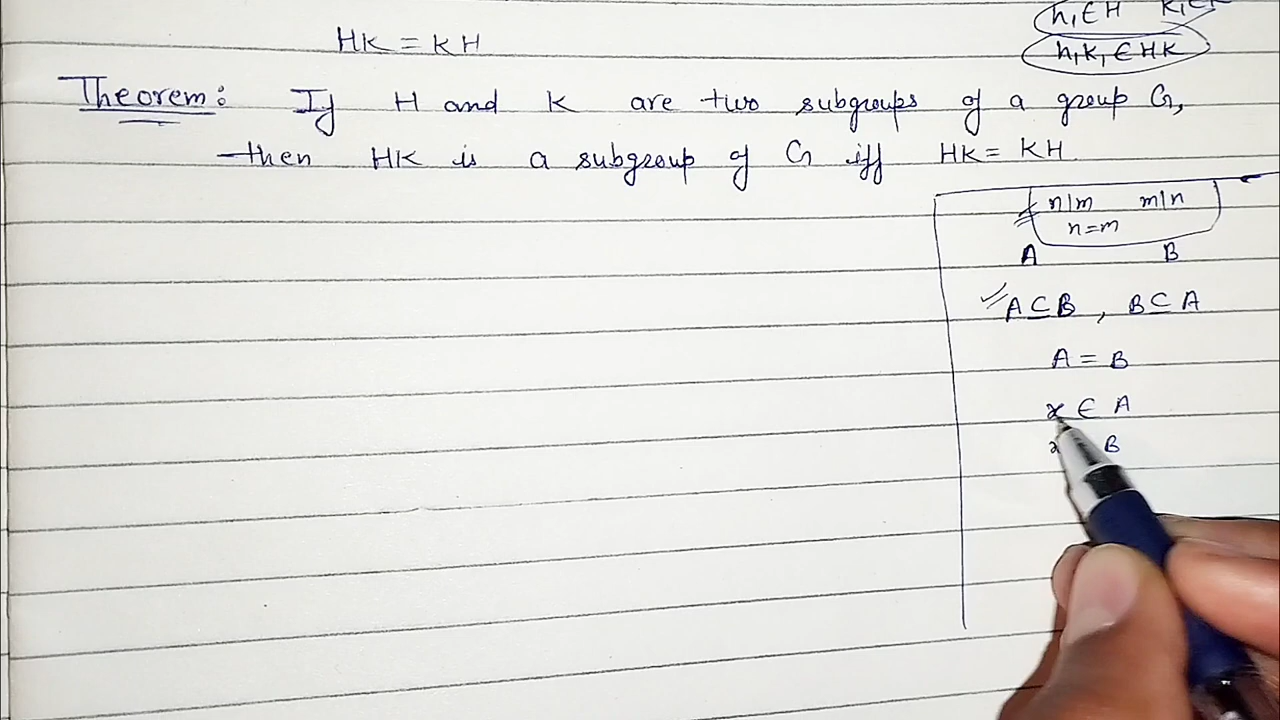 HK = KH
h₁ ∈ H
h₁k₁ ∈ HK
Theorem: If H and K are two subgroups of a group G,
then HK is a subgroup of G iff HK = KH.
n|m m|n
n=m
A B
A ⊆ B , B ⊆ A
A = B
x ∈ A
B